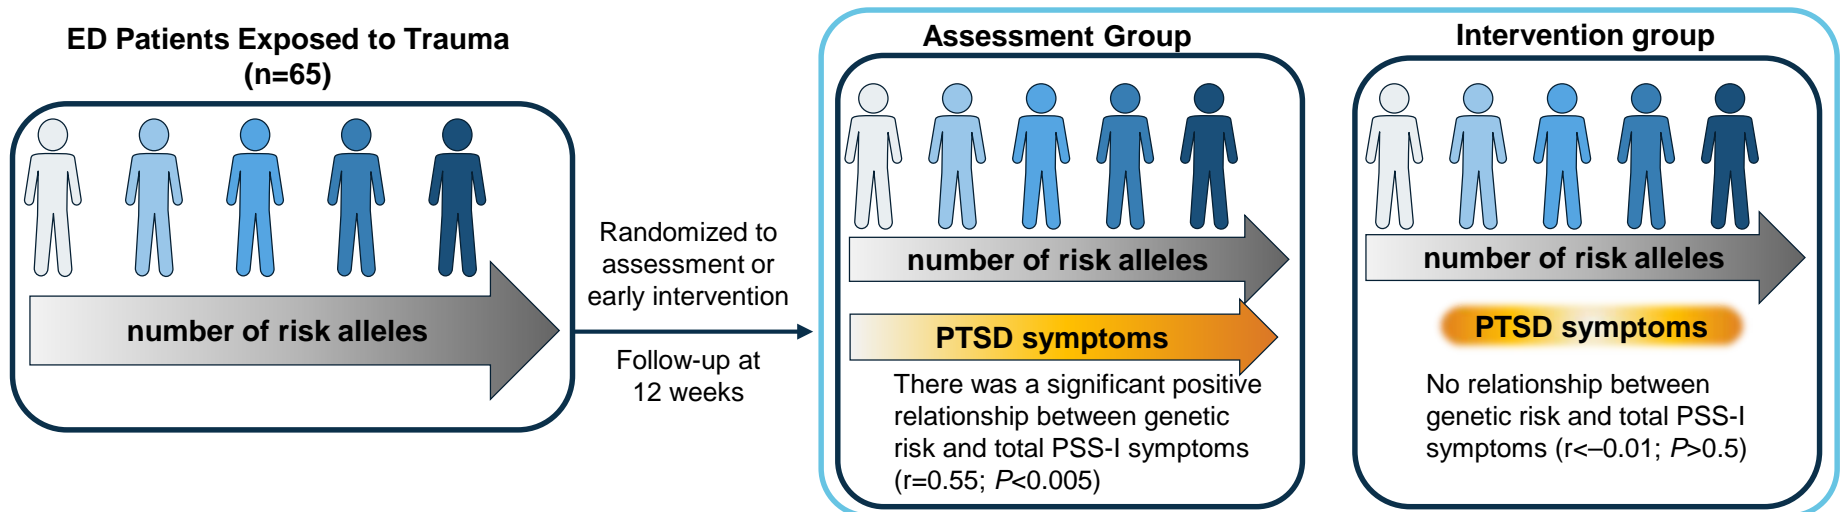 ED Patients Exposed to Trauma
(n=65)
number of risk alleles
Randomized to
assessment or
early intervention
Follow-up at
12 weeks
Assessment Group
number of risk alleles
PTSD symptoms
There was a significant positive
relationship between genetic
risk and total PSS-I symptoms
(r=0.55; P<0.005)
Intervention group
number of risk alleles
PTSD symptoms
No relationship between
genetic risk and total PSS-I
symptoms (r<–0.01; P>0.5)